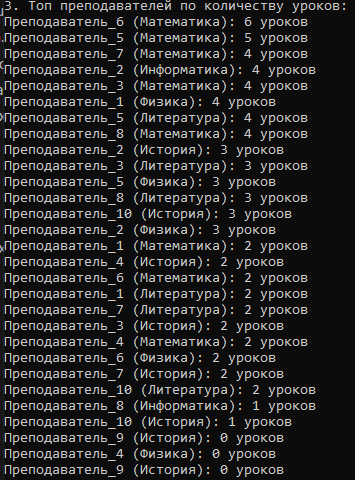 3. Топ преподавателей по количеству уроков:
Преподаватель_6 (Математика): 6 уроков
Преподаватель_5 (Математика): 5 уроков
Преподаватель_7 (Математика): 4 уроков
Преподаватель_2 (Информатика): 4 уроков
Преподаватель_3 (Математика): 4 уроков
Преподаватель_1 (Физика): 4 уроков
Преподаватель_5 (Литература): 4 уроков
Преподаватель_8 (Математика): 4 уроков
Преподаватель_2 (История): 3 уроков
Преподаватель_3 (Литература): 3 уроков
Преподаватель_5 (Физика): 3 уроков
Преподаватель_8 (Литература): 3 уроков
Преподаватель_10 (История): 3 уроков
Преподаватель_2 (Физика): 3 уроков
Преподаватель_1 (Математика): 2 уроков
Преподаватель_4 (История): 2 уроков
Преподаватель_6 (Математика): 2 уроков
Преподаватель_1 (Литература): 2 уроков
Преподаватель_7 (Литература): 2 уроков
Преподаватель_3 (История): 2 уроков
Преподаватель_4 (Математика): 2 уроков
Преподаватель_6 (Физика): 2 уроков
Преподаватель_7 (История): 2 уроков
Преподаватель_10 (Литература): 2 уроков
Преподаватель_8 (Информатика): 1 уроков
Преподаватель_10 (История): 1 уроков
Преподаватель_9 (История): 0 уроков
Преподаватель_4 (Физика): 0 уроков
Преподаватель_9 (История): 0 уроков